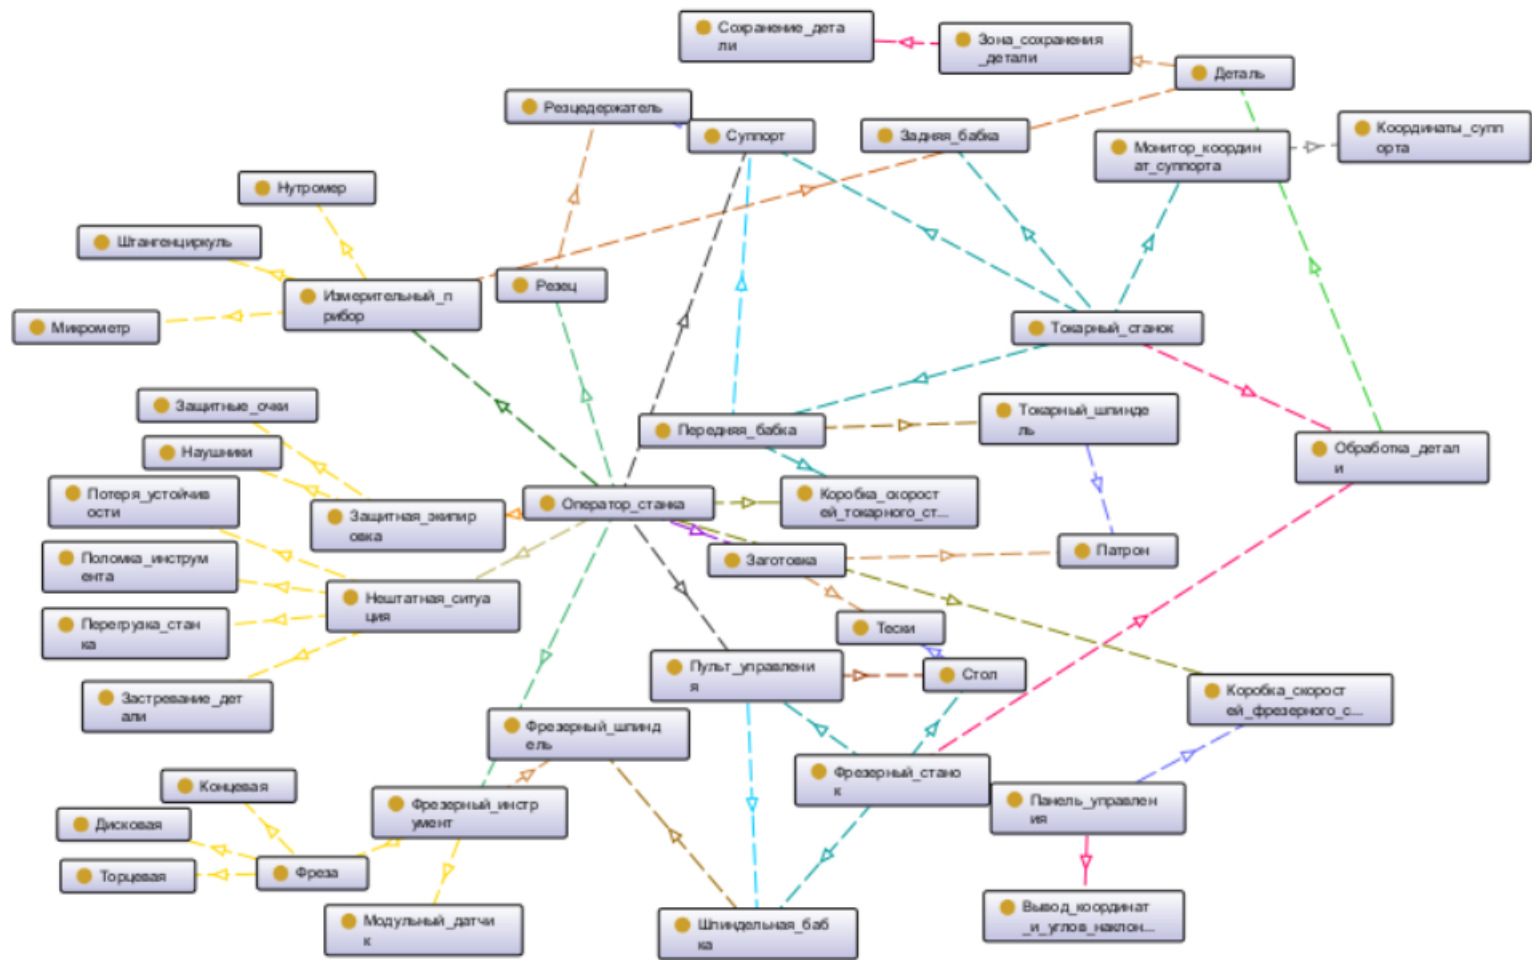 Сохранение_дета
ли
Зона_сохранения
_детали
Деталь
Резцедержатель
Суппорт
Задняя_бабка
Монитор_координ
ат_суппорта
Координаты_супп
орта
Нутромер
Штангенциркуль
Измерительный_п
рибор
Резец
Микрометр
Токарный_станок
Защитные_очки
Наушники
Передняя_бабка
Токарный_шпинде
ль
Обработка_детал
и
Потеря_устойчив
ости
Защитная_экипир
овка
Оператор_станка
Коробка_скорост
ей_токарного_ст...
Поломка_инструм
ента
Заготовка
Патрон
Нештатная_ситуа
ция
Перегрузка_стан
ка
Тески
Застревание_дет
али
Пульт_управлени
я
Стол
Коробка_скорост
ей_фрезерного_с...
Фрезерный_шпинд
ель
Концевая
Фрезерный_стано
к
Дисковая
Фрезерный_инстр
умент
Панель_управлен
ия
Торцевая
Фреза
Модульный_датчи
к
Шпиндельная_баб
ка
Вывод_координат
_и_углов_наклон...